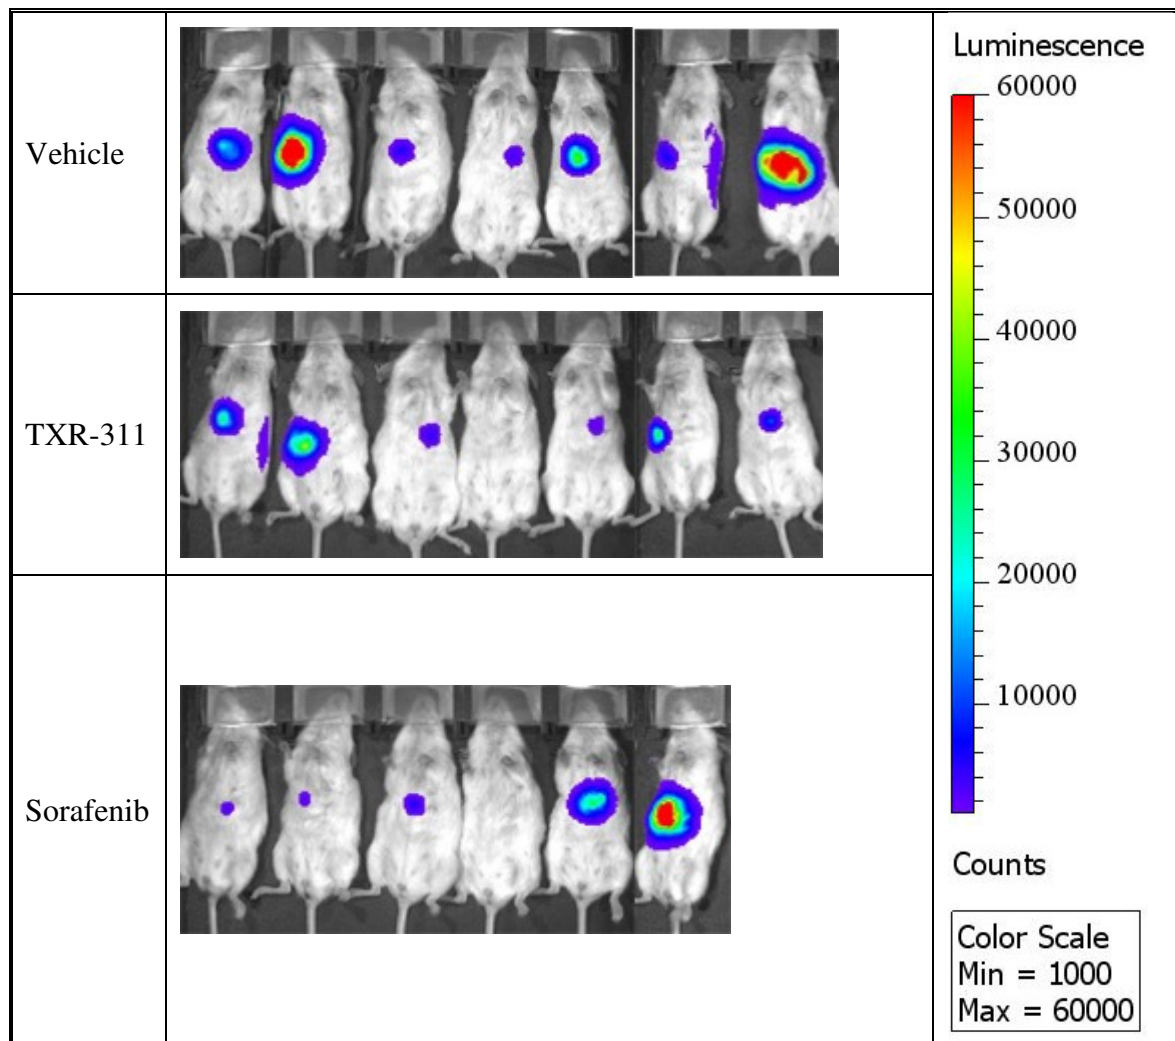 Vehicle
TXR-311
Sorafenib
Luminescence
60000
50000
40000
30000
20000
10000
Counts
Color Scale
Min = 1000
Max = 60000